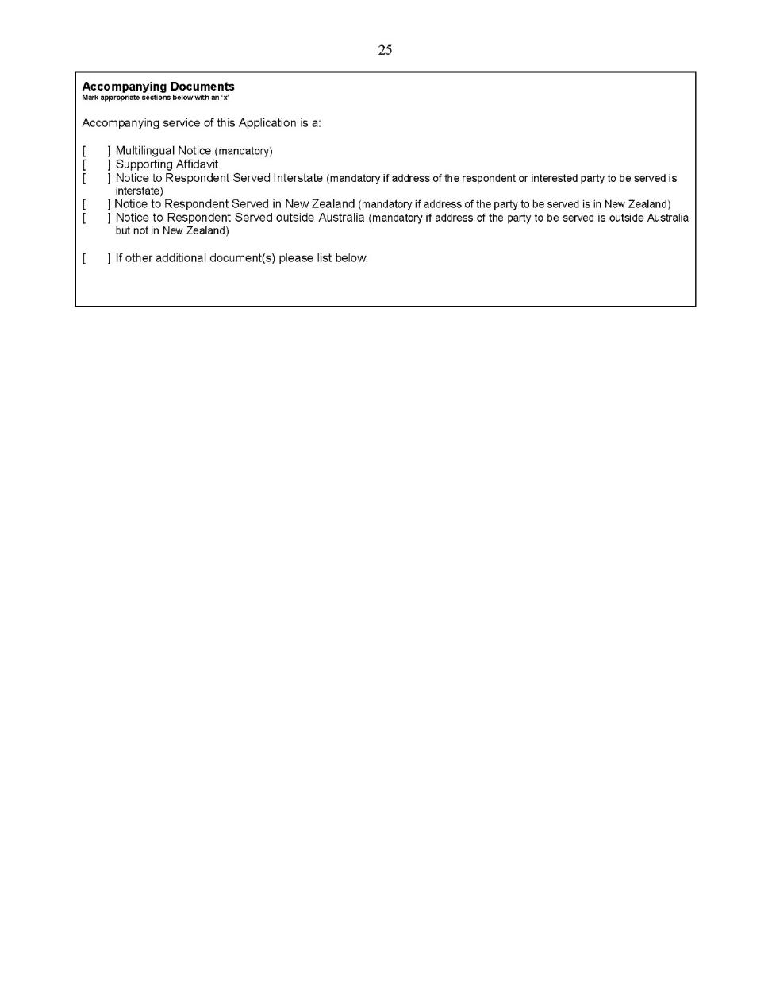 25
Accompanying Documents
Mark appropriate sections below with an ‘x’
Accompanying service of this Application is a:
[ ] Multilingual Notice (mandatory)
[ ] Supporting Affidavit
[ ] Notice to Respondent Served Interstate (mandatory if address of the respondent or interested party to be served is
interstate)
[ ] Notice to Respondent Served in New Zealand (mandatory if address of the party to be served is in New Zealand)
[ ] Notice to Respondent Served outside Australia (mandatory if address of the party to be served is outside Australia
but not in New Zealand)
[ ] If other additional document(s) please list below: